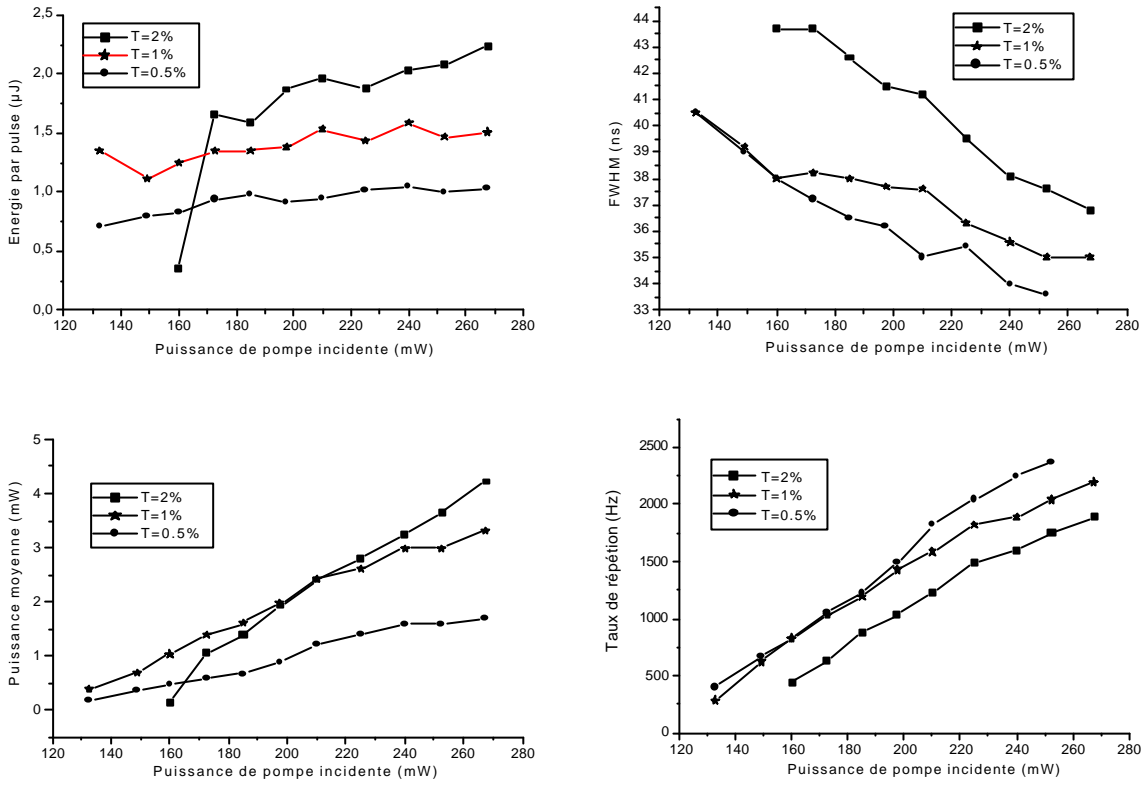 2,5
2,0
1,5
1,0
0,5
0,0
Energie par pulse (µJ)
T=2%
T=1%
T=0.5%
120 140 160 180 200 220 240 260 280
Puissance de pompe incidente (mW)
44
43
42
41
40
39
38
37
36
35
34
33
FWHM (ns)
T=2%
T=1%
T=0.5%
120 140 160 180 200 220 240 260 280
Puissance de pompe incidente (mW)
5
4
3
2
1
0
Puissance moyenne (mW)
T=2%
T=1%
T=0.5%
120 140 160 180 200 220 240 260 280
Puissance de pompe incidente (mW)
2500
2000
1500
1000
500
0
Taux de répétion (Hz)
T=2%
T=1%
T=0.5%
120 140 160 180 200 220 240 260 280
Puissance de pompe incidente (mW)